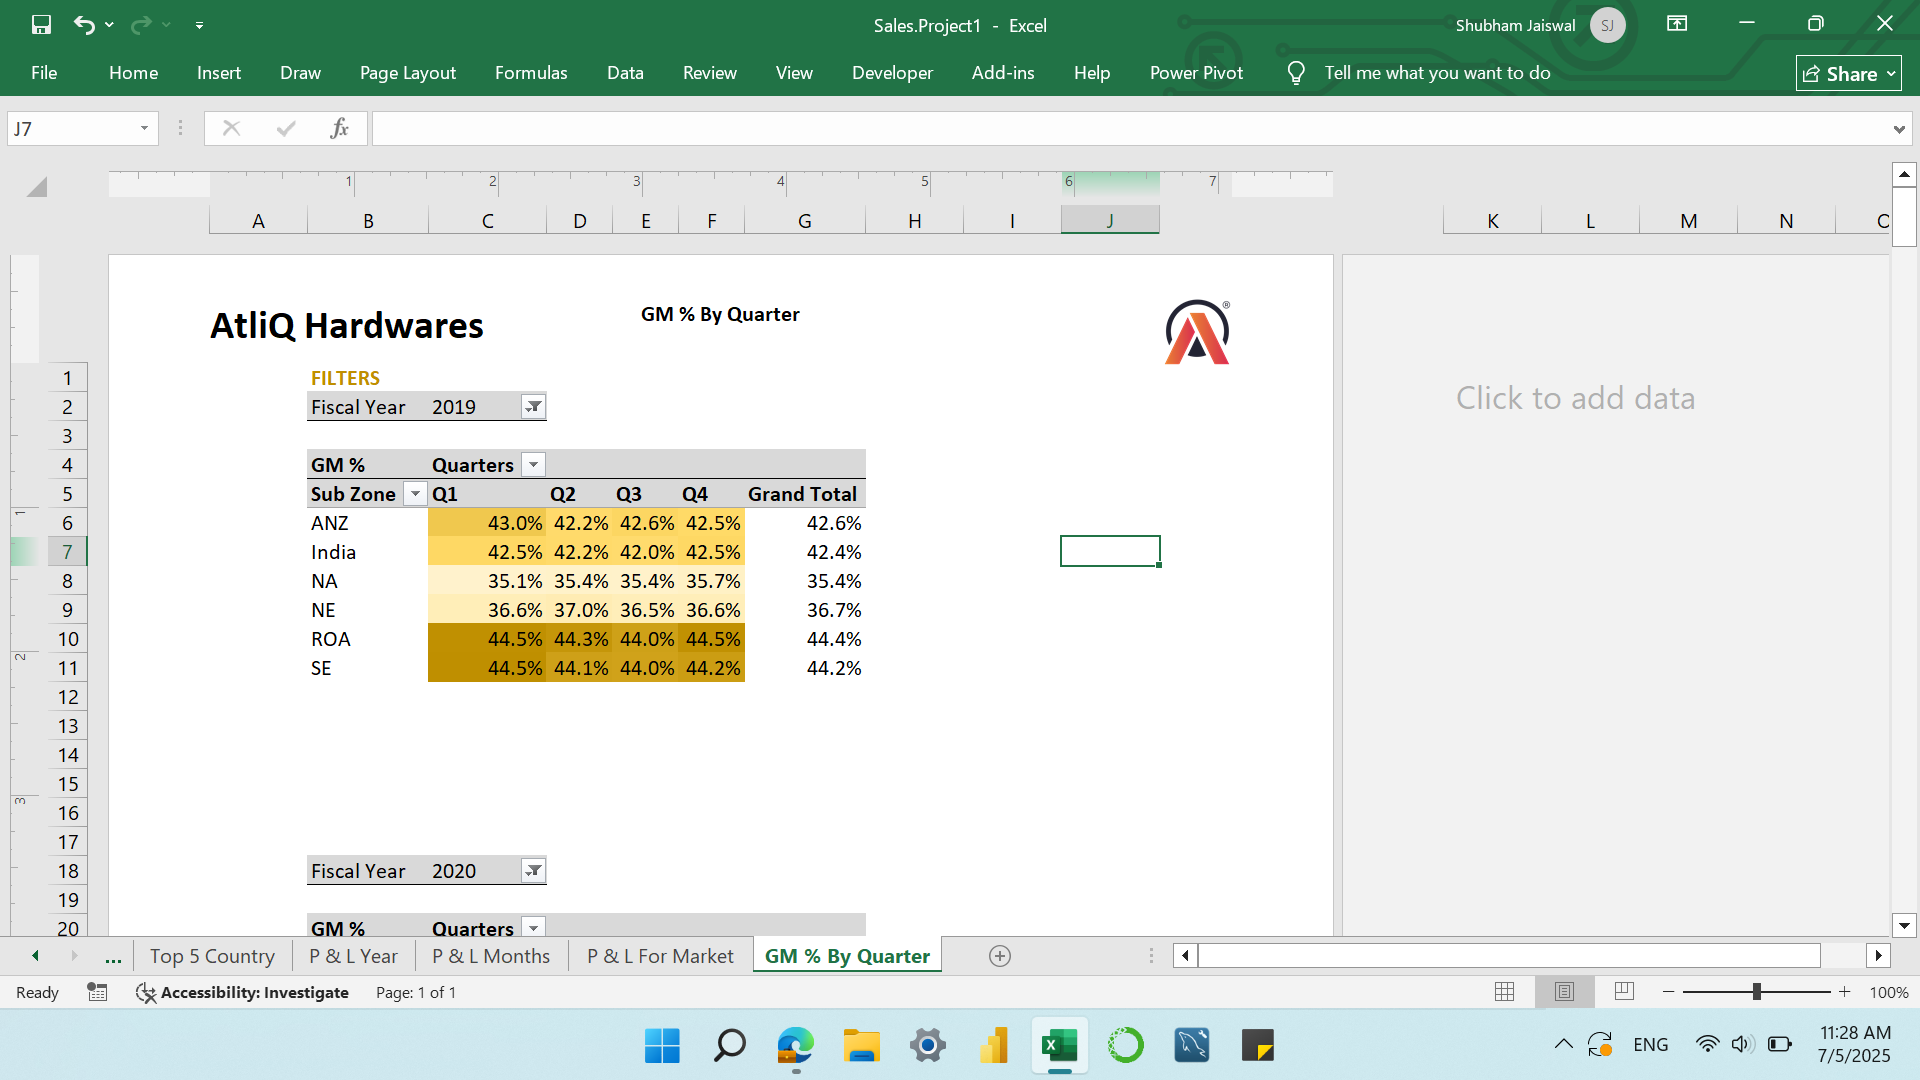 Sales.Project1 - Excel
Shubham Jaiswal SJ
File Home Insert Draw Page Layout Formulas Data Review View Developer Add-ins Help Power Pivot Tell me what you want to do Share
J7 fx
1 2 3 4 5 6 7
A B C D E F G H I J K L M N O
AtliQ Hardwares GM % By Quarter ®
1 FILTERS
2 Fiscal Year 2019
Click to add data
3
4 GM % Quarters
5 Sub Zone Q1 Q2 Q3 Q4 Grand Total
1
6 ANZ 43.0% 42.2% 42.6% 42.5% 42.6%
7 India 42.5% 42.2% 42.0% 42.5% 42.4%
8 NA 35.1% 35.4% 35.4% 35.7% 35.4%
9 NE 36.6% 37.0% 36.5% 36.6% 36.7%
10 ROA 44.5% 44.3% 44.0% 44.5% 44.4%
2
11 SE 44.5% 44.1% 44.0% 44.2% 44.2%
12
13
14
15
3
16
17
18 Fiscal Year 2020
19
20 GM % Quarters
... Top 5 Country P & L Year P & L Months P & L For Market GM % By Quarter
Ready Accessibility: Investigate Page: 1 of 1 100%
ENG 11:28 AM
7/5/2025